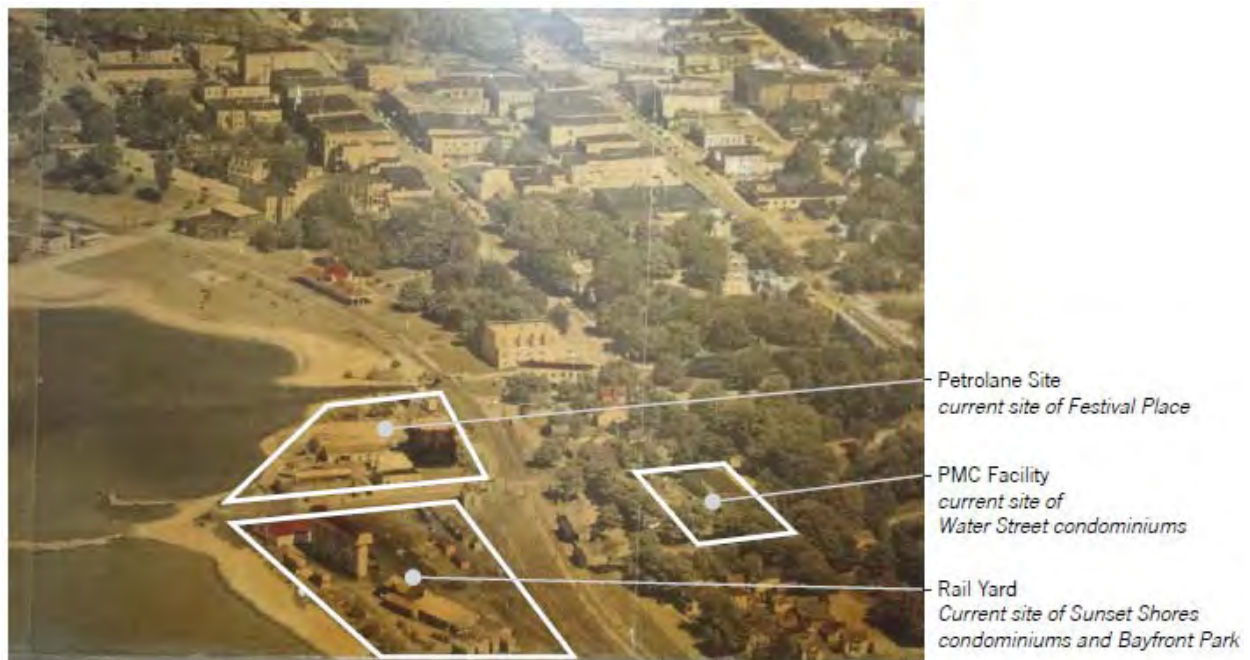 Petrolane Site
current site of Festival Place
PMC Facility
current site of
Water Street condominiums
Rail Yard
Current site of Sunset Shores
condominiums and Bayfront Park